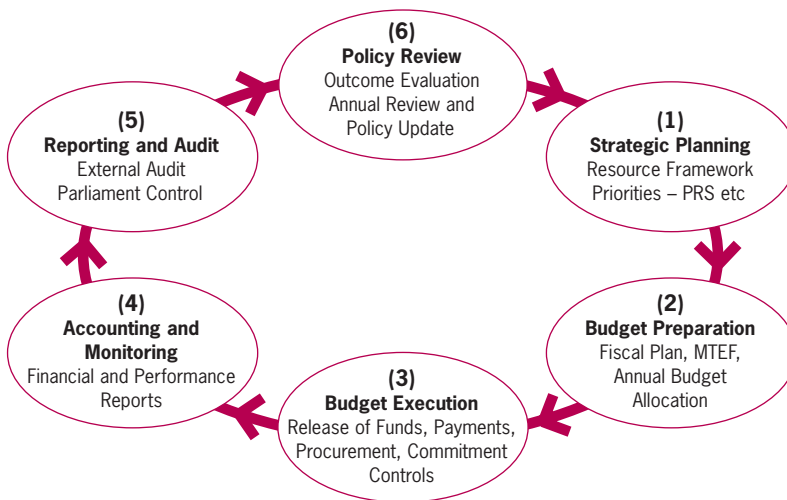 (6)
Policy Review
Outcome Evaluation
Annual Review and
Policy Update
(1)
Strategic Planning
Resource Framework
Priorities – PRS etc
(2)
Budget Preparation
Fiscal Plan, MTEF,
Annual Budget
Allocation
(3)
Budget Execution
Release of Funds, Payments,
Procurement, Commitment
Controls
(4)
Accounting and
Monitoring
Financial and Performance
Reports
(5)
Reporting and Audit
External Audit
Parliament Control